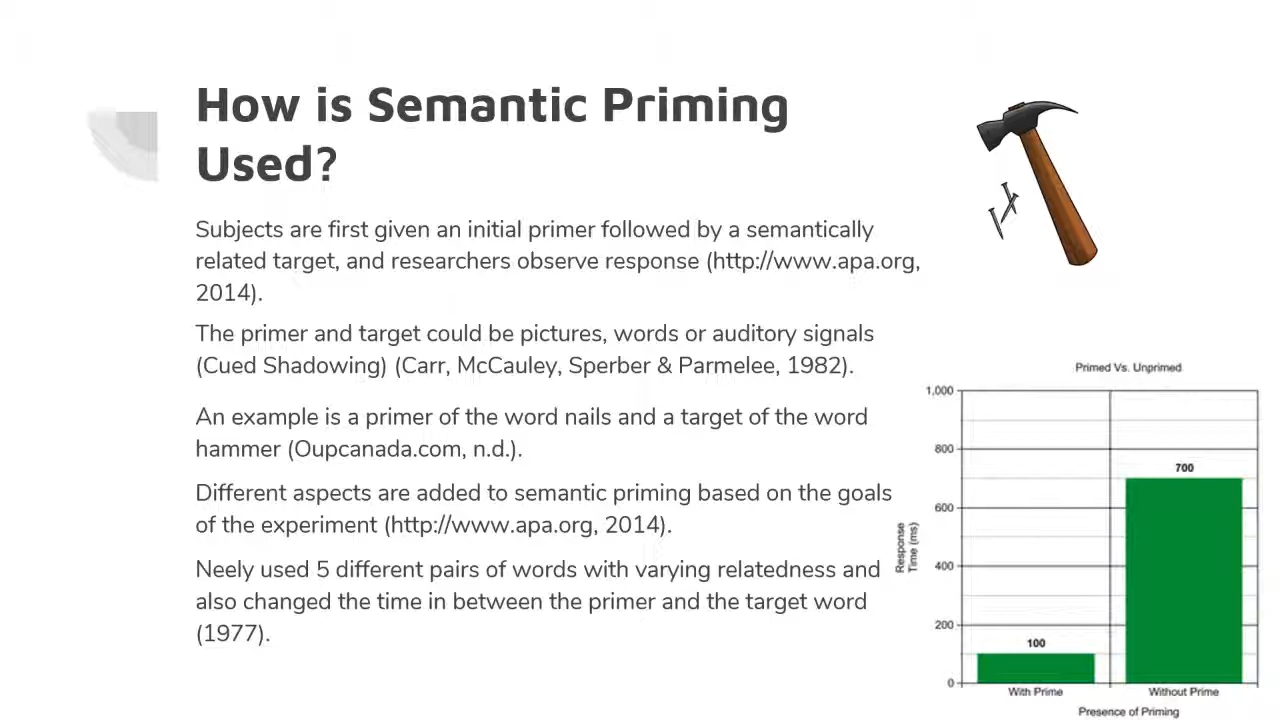 How is Semantic Priming
Used?
Subjects are first given an initial primer followed by a semantically
related target, and researchers observe response (http://www.apa.org,
2014).
The primer and target could be pictures, words or auditory signals
(Cued Shadowing) (Carr, McCauley, Sperber & Parmelee, 1982).
An example is a primer of the word nails and a target of the word
hammer (Oupcanada.com, n.d.).
Different aspects are added to semantic priming based on the goals
of the experiment (http://www.apa.org, 2014).
Neely used 5 different pairs of words with varying relatedness and
also changed the time in between the primer and the target word
(1977).
Primed Vs. Unprimed
1,000
800
600
400
200
0
Response
Time (ms)
100
700
With Prime
Without Prime
Presence of Priming